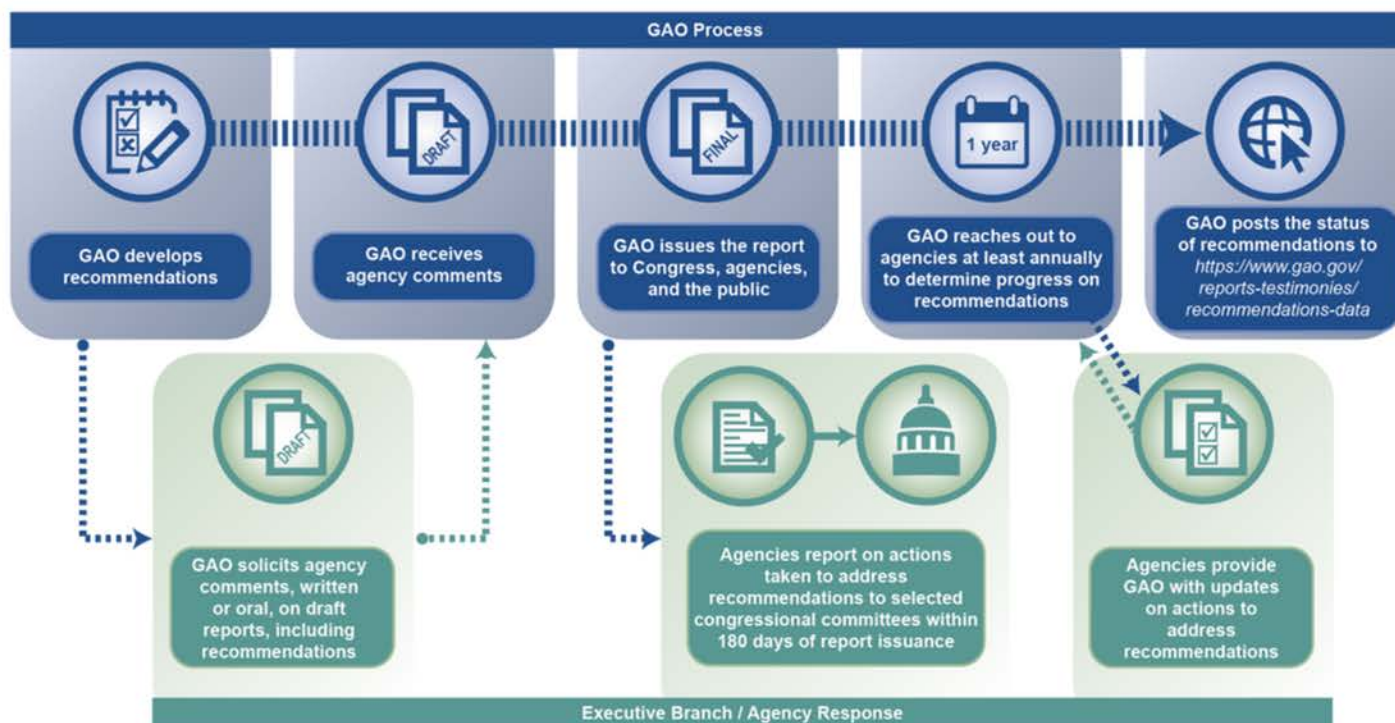 GAO Process
DRAFT
FINAL
1 year
GAO develops
recommendations
GAO receives
agency comments
GAO issues the report
to Congress, agencies,
and the public
GAO reaches out to
agencies at least annually
to determine progress on
recommendations
GAO posts the status
of recommendations to
https://www.gao.gov/
reports-testimonies/
recommendations-data
DRAFT
GAO solicits agency
comments, written
or oral, on draft
reports, including
recommendations
Agencies report on actions
taken to address
recommendations to selected
congressional committees within
180 days of report issuance
Agencies provide
GAO with updates
on actions to
address
recommendations
Executive Branch / Agency Response